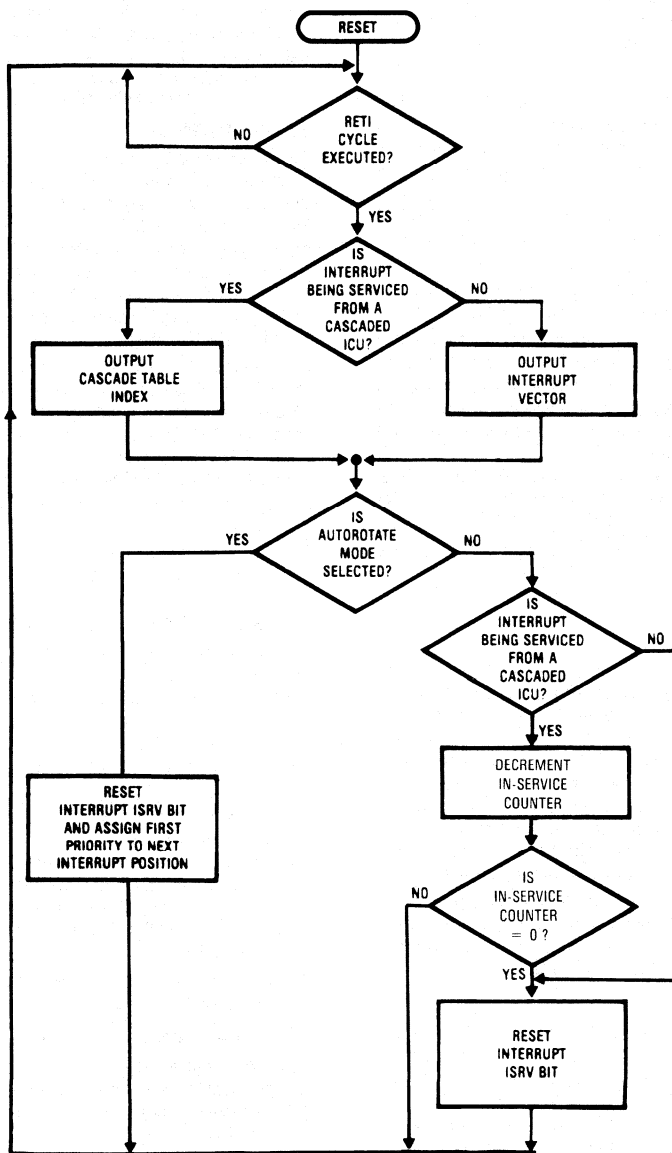 RESET
RETI
CYCLE
EXECUTED?
NO
YES
IS
INTERRUPT
BEING SERVICED
FROM A
CASCADED
ICU?
YES
NO
OUTPUT
CASCADE TABLE
INDEX
OUTPUT
INTERRUPT
VECTOR
IS
AUTOROTATE
MODE
SELECTED?
YES
NO
IS
INTERRUPT
BEING SERVICED
FROM A
CASCADED
ICU?
NO
YES
DECREMENT
IN-SERVICE
COUNTER
RESET
INTERRUPT ISRV BIT
AND ASSIGN FIRST
PRIORITY TO NEXT
INTERRUPT POSITION
IS
IN-SERVICE
COUNTER
= 0 ?
NO
YES
RESET
INTERRUPT
ISRV BIT